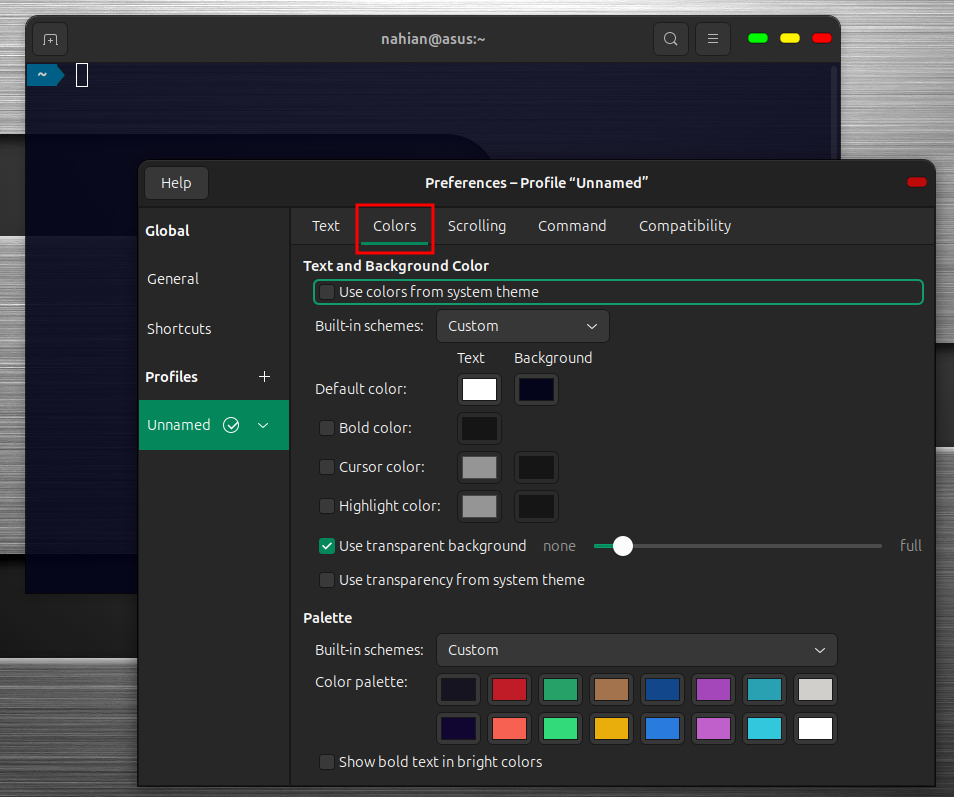 nahian@asus:~
~
Help
Preferences – Profile “Unnamed”
Global
General
Shortcuts
Profiles
Unnamed
Text Colors Scrolling Command Compatibility
Text and Background Color
Use colors from system theme
Built-in schemes: Custom
Text Background
Default color:
Bold color:
Cursor color:
Highlight color:
Use transparent background none full
Use transparency from system theme
Palette
Built-in schemes: Custom
Color palette:
Show bold text in bright colors